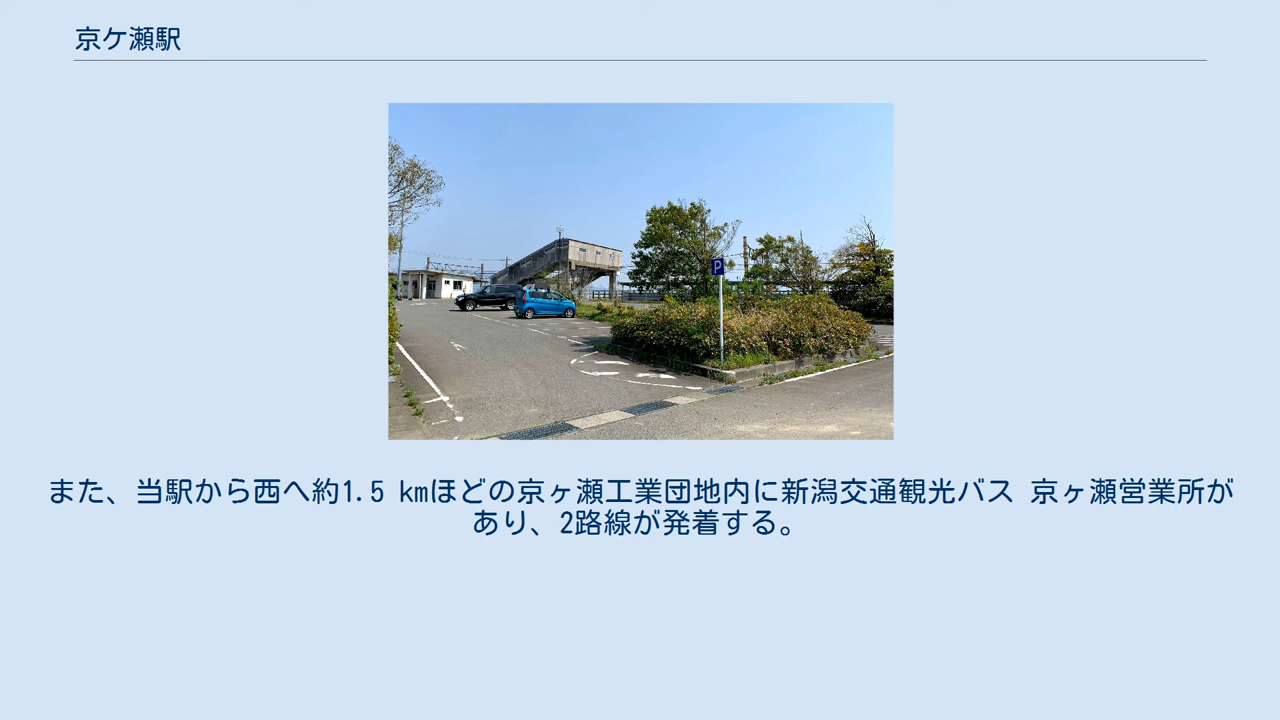 京ケ瀬駅
P
また、当駅から西へ約1.5 kmほどの京ヶ瀬工業団地内に新潟交通観光バス 京ヶ瀬営業所が
あり、2路線が発着する。